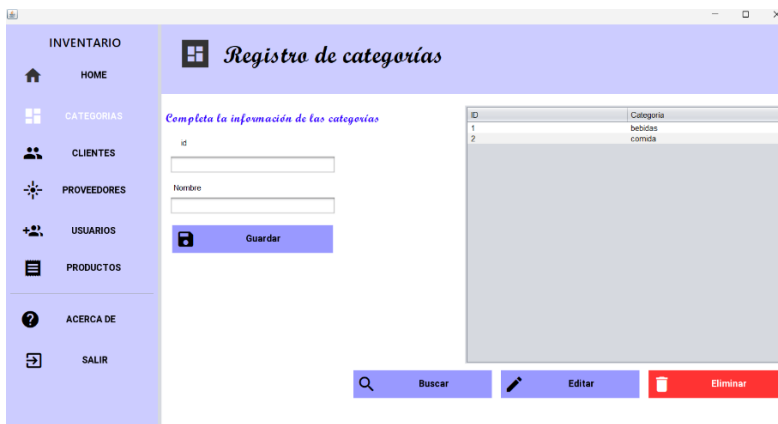 INVENTARIO
HOME
CATEGORIAS
CLIENTES
PROVEEDORES
USUARIOS
PRODUCTOS
ACERCA DE
SALIR
Registro de categorías
Completa la información de las categorías
id
Nombre
Guardar
ID Categoría
1 bebidas
2 comida
Buscar
Editar
Eliminar